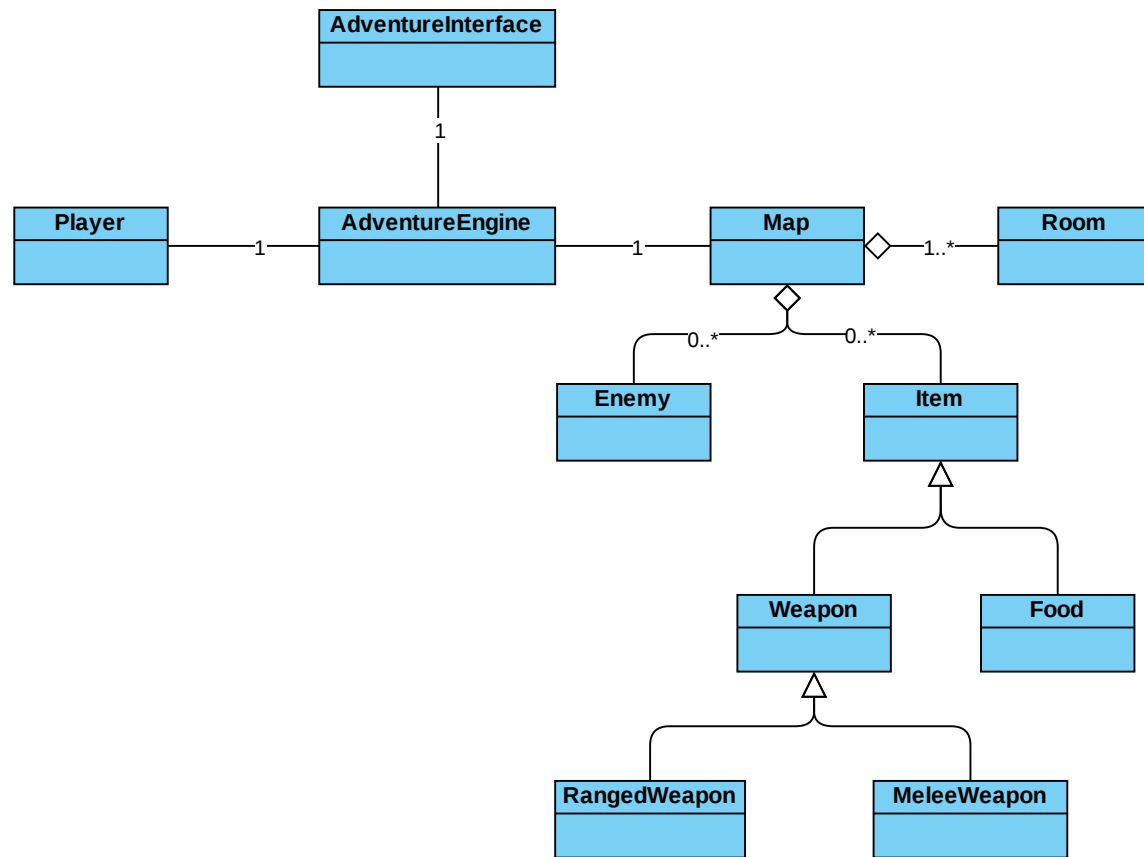 AdventureInterface
1
Player
1
AdventureEngine
1
Map
1..*
Room
0..*
0..*
Enemy
Item
Weapon
Food
RangedWeapon
MeleeWeapon